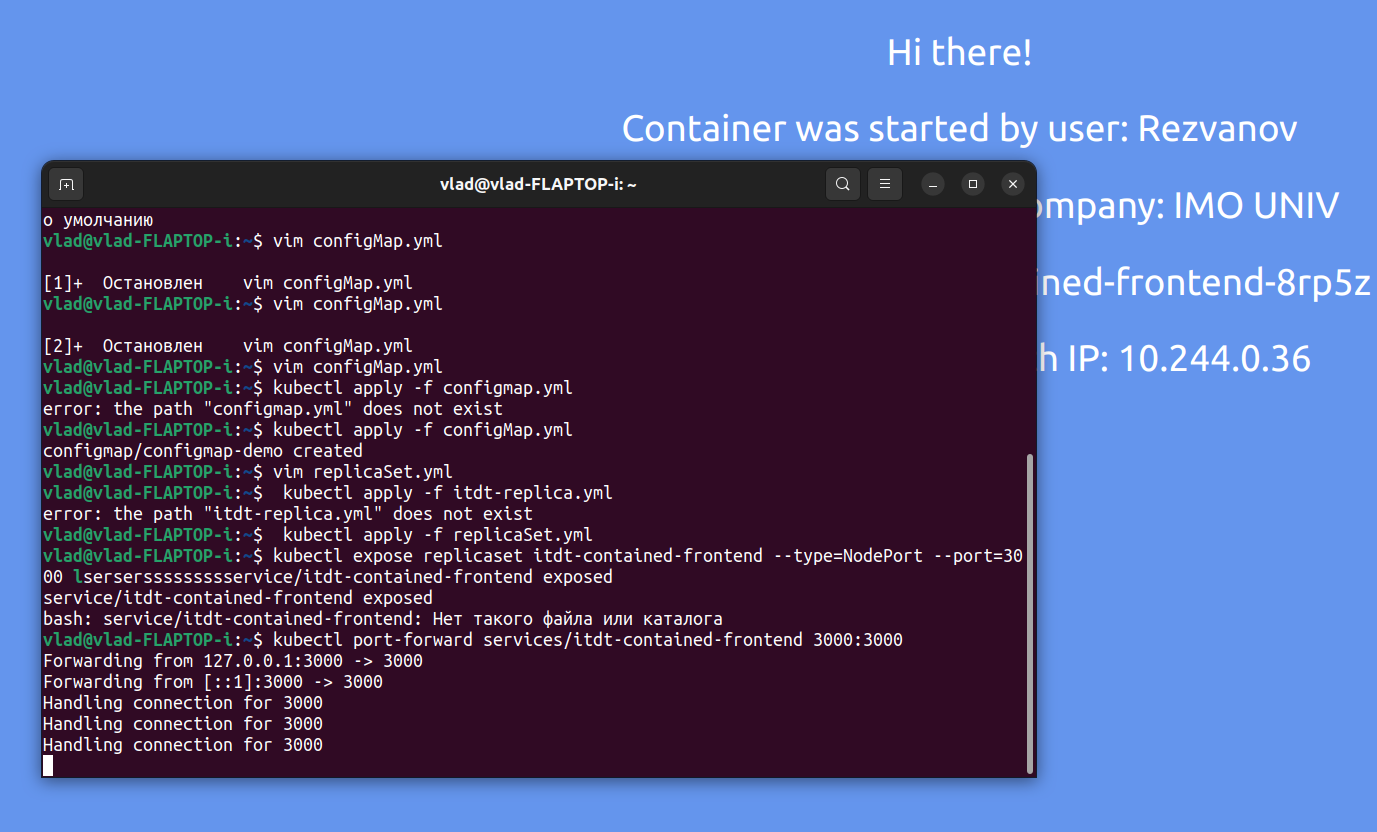 Hi there!
Container was started by user: Rezvanov
ompany: IMO UNIV
ined-frontend-8rp5z
h IP: 10.244.0.36
vlad@vlad-FLAPTOP-i: ~
о умолчанию
vlad@vlad-FLAPTOP-i:~$ vim configMap.yml
[1]+  Остановлен    vim configMap.yml
vlad@vlad-FLAPTOP-i:~$ vim configMap.yml
[2]+  Остановлен    vim configMap.yml
vlad@vlad-FLAPTOP-i:~$ vim configMap.yml
vlad@vlad-FLAPTOP-i:~$ kubectl apply -f configmap.yml
error: the path "configmap.yml" does not exist
vlad@vlad-FLAPTOP-i:~$ kubectl apply -f configMap.yml
configmap/configmap-demo created
vlad@vlad-FLAPTOP-i:~$ vim replicaSet.yml
vlad@vlad-FLAPTOP-i:~$  kubectl apply -f itdt-replica.yml
error: the path "itdt-replica.yml" does not exist
vlad@vlad-FLAPTOP-i:~$  kubectl apply -f replicaSet.yml
vlad@vlad-FLAPTOP-i:~$ kubectl expose replicaset itdt-contained-frontend --type=NodePort --port=30
00 lsersersssssssssservice/itdt-contained-frontend exposed
service/itdt-contained-frontend exposed
bash: service/itdt-contained-frontend: Нет такого файла или каталога
vlad@vlad-FLAPTOP-i:~$ kubectl port-forward services/itdt-contained-frontend 3000:3000
Forwarding from 127.0.0.1:3000 -> 3000
Forwarding from [::1]:3000 -> 3000
Handling connection for 3000
Handling connection for 3000
Handling connection for 3000